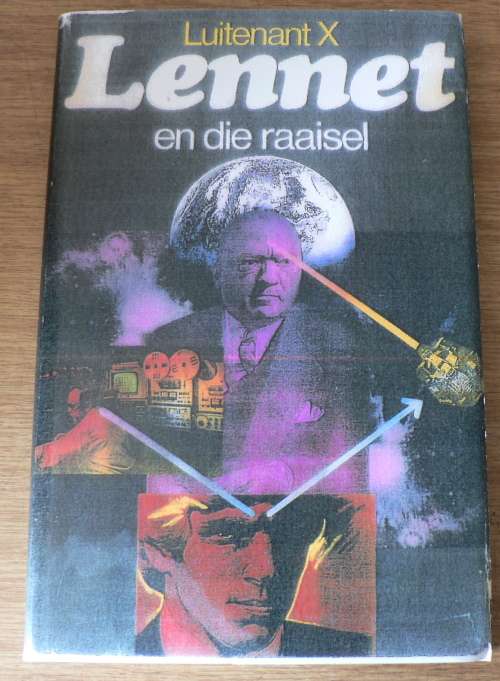 Luitenant X
Lennet
en die raaisel